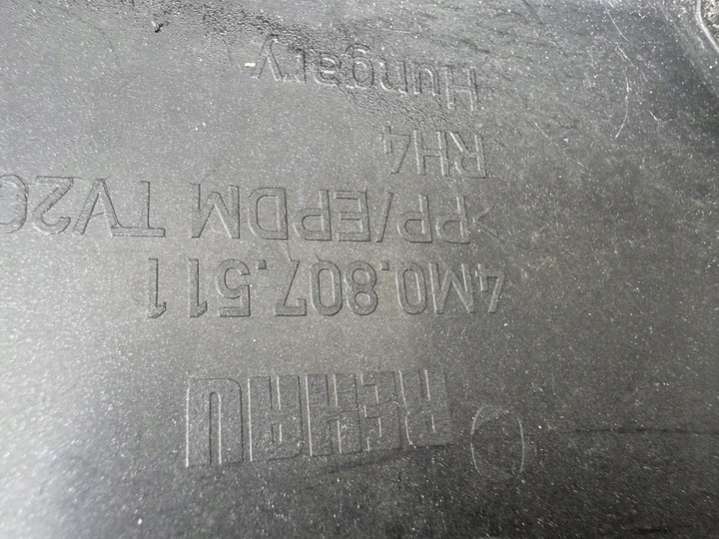 REHAU
4M0.807.511
>PP/EPDM TV20
RH4
Hungary